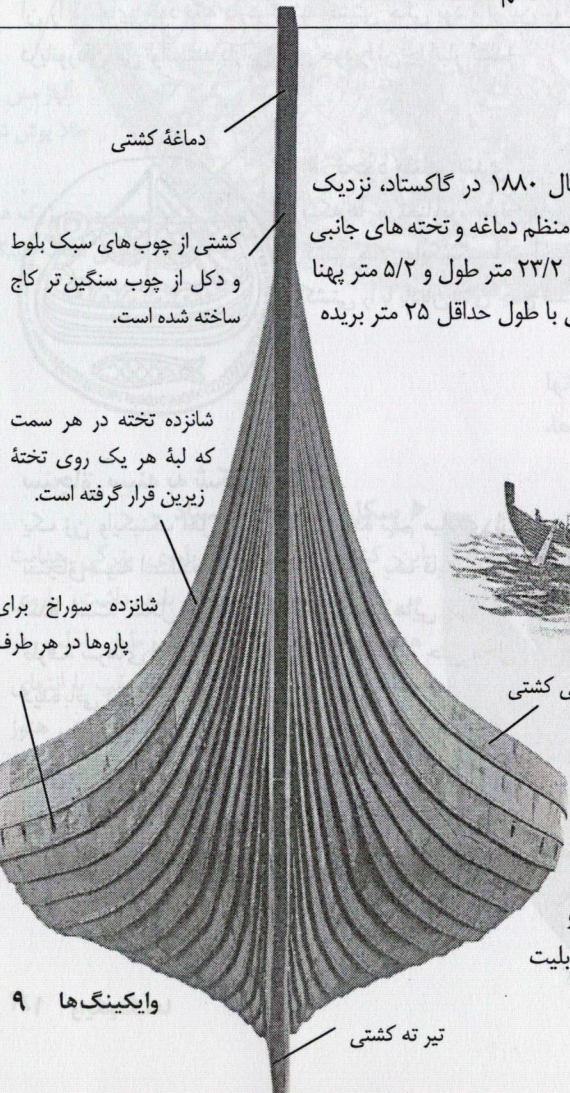 دماغهٔ کشتی
ال ۱۸۸۰ در گاکستاد، نزدیک
منظم دماغه و تخته های جانبی
۲۳/۲ متر طول و ۵/۲ متر پهنا
با طول حداقل ۲۵ متر بریده
کشتی از چوب های سبک بلوط
و دکل از چوب سنگین تر کاج
ساخته شده است.
شانزده تخته در هر سمت
که لبهٔ هر یک روی تختهٔ
زیرین قرار گرفته است.
شانزده سوراخ برای
پاروها در هر طرف
ی کشتی
و
بلیت
تیر ته کشتی
وایکینگ‌ها ۹